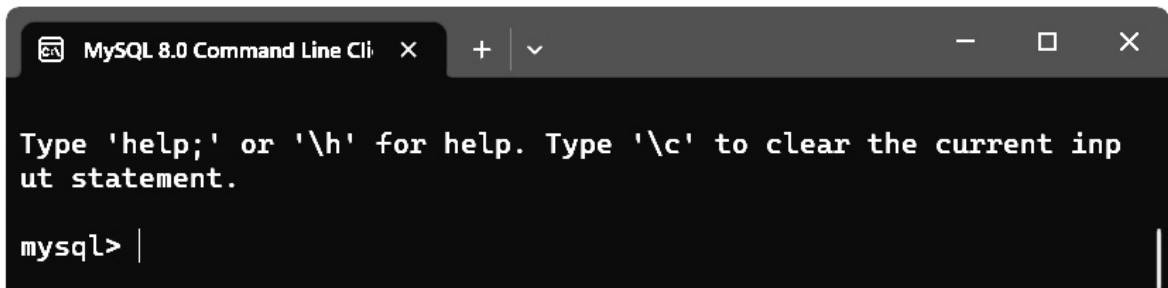 MySQL 8.0 Command Line Cli
Type 'help;' or '\h' for help. Type '\c' to clear the current inp
ut statement.
mysql>